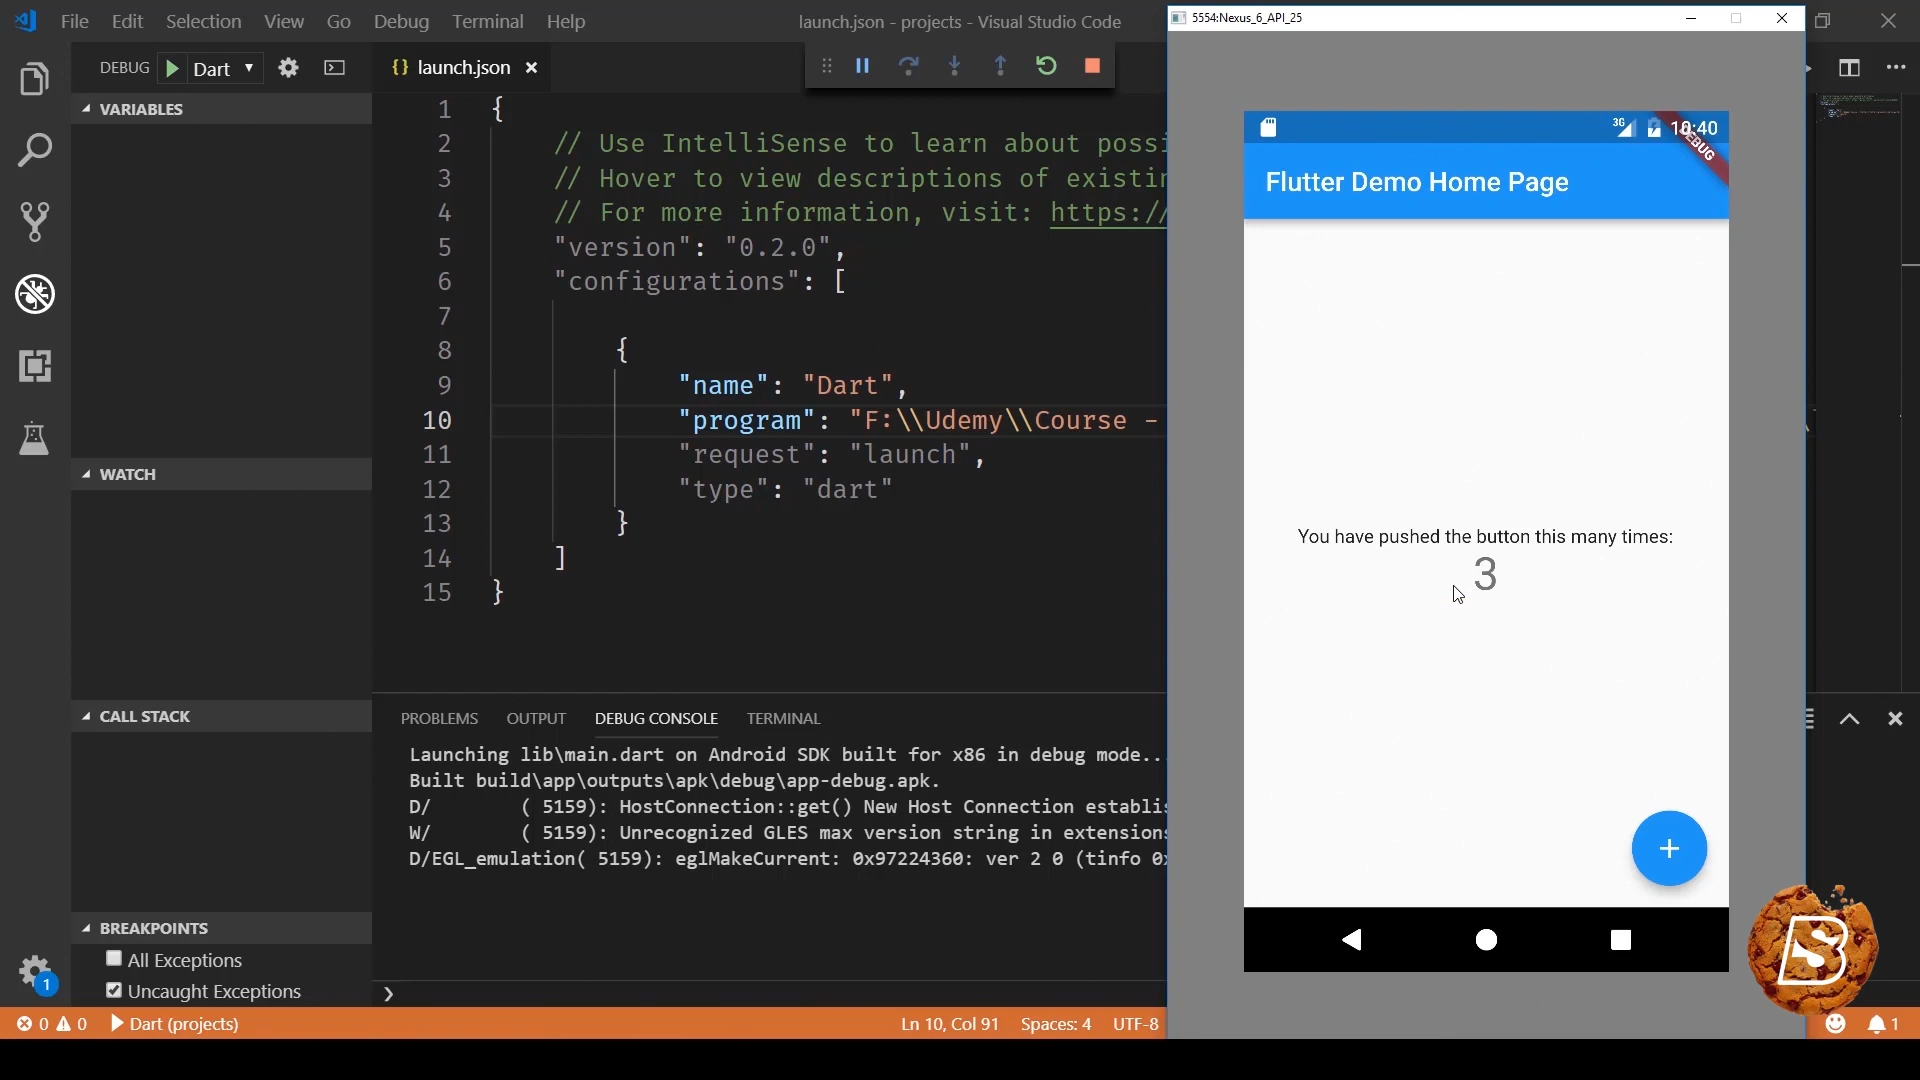 File Edit Selection View Go Debug Terminal Help
launch.json - projects - Visual Studio Code
5554:Nexus_6_API_25
DEBUG Dart
launch.json
VARIABLES
WATCH
CALL STACK
BREAKPOINTS
All Exceptions
Uncaught Exceptions
1 {
2 // Use IntelliSense to learn about possi
3 // Hover to view descriptions of existin
4 // For more information, visit: https://
5 "version": "0.2.0",
6 "configurations": [
7
8 {
9 "name": "Dart",
10 "program": "F:\\Udemy\\Course -
11 "request": "launch",
12 "type": "dart"
13 }
14 ]
15 }
PROBLEMS OUTPUT DEBUG CONSOLE TERMINAL
Launching lib\main.dart on Android SDK built for x86 in debug mode...
Built build\app\outputs\apk\debug\app-debug.apk.
D/ ( 5159): HostConnection::get() New Host Connection establis
W/ ( 5159): Unrecognized GLES max version string in extensions
D/EGL_emulation( 5159): eglMakeCurrent: 0x97224360: ver 2 0 (tinfo 0x
3G 10:40
DEBUG
Flutter Demo Home Page
You have pushed the button this many times:
3
+
B
1
0 0 Dart (projects)
Ln 10, Col 91 Spaces: 4 UTF-8
1